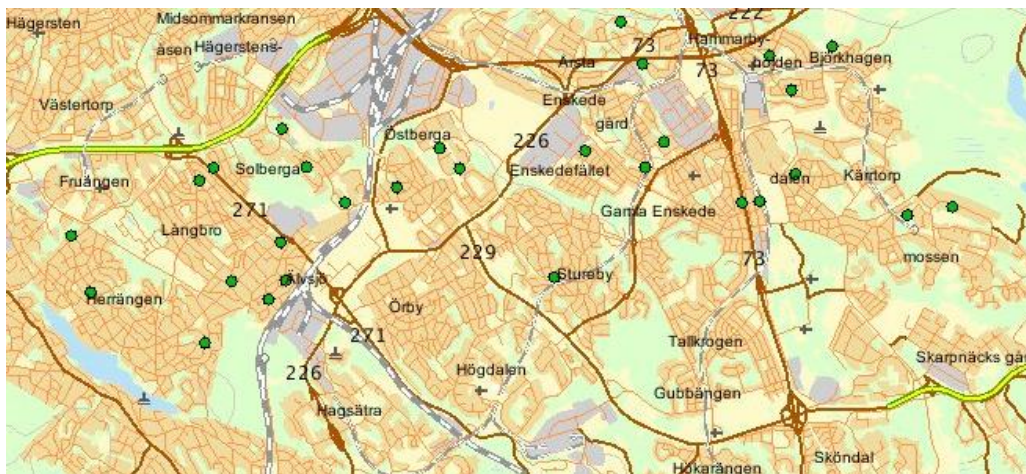 Hägersten
Midsommarkransen
222
åsen
Hägerstens-
73
Hammarby-
Årsta
höjden
Björkhagen
73
Västertorp
Enskede
gård
Östberga
226
Solberga
Enskedefältet
Fruängen
dalen
Kärrtorp
271
Gamla Enskede
Långbro
229
73
mossen
Älvsjö
Stureby
Herrängen
Örby
271
Tallkrogen
Skarpnäcks går
226
Högdalen
Gubbängen
Hagsätra
Sköndal
Hökarängen